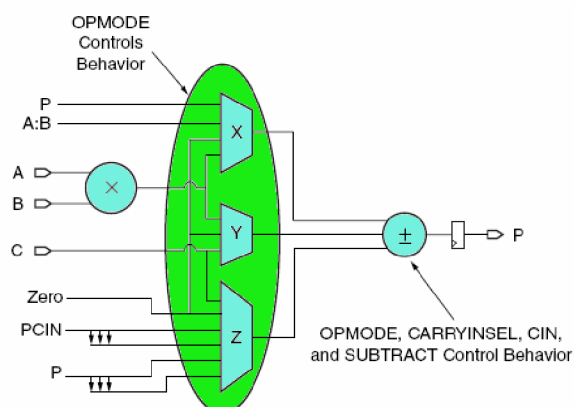 OPMODE
Controls
Behavior
P
A:B
X
A
×
B
Y
C
±
P
Zero
PCIN
Z
OPMODE, CARRYINSEL, CIN,
and SUBTRACT Control Behavior
P